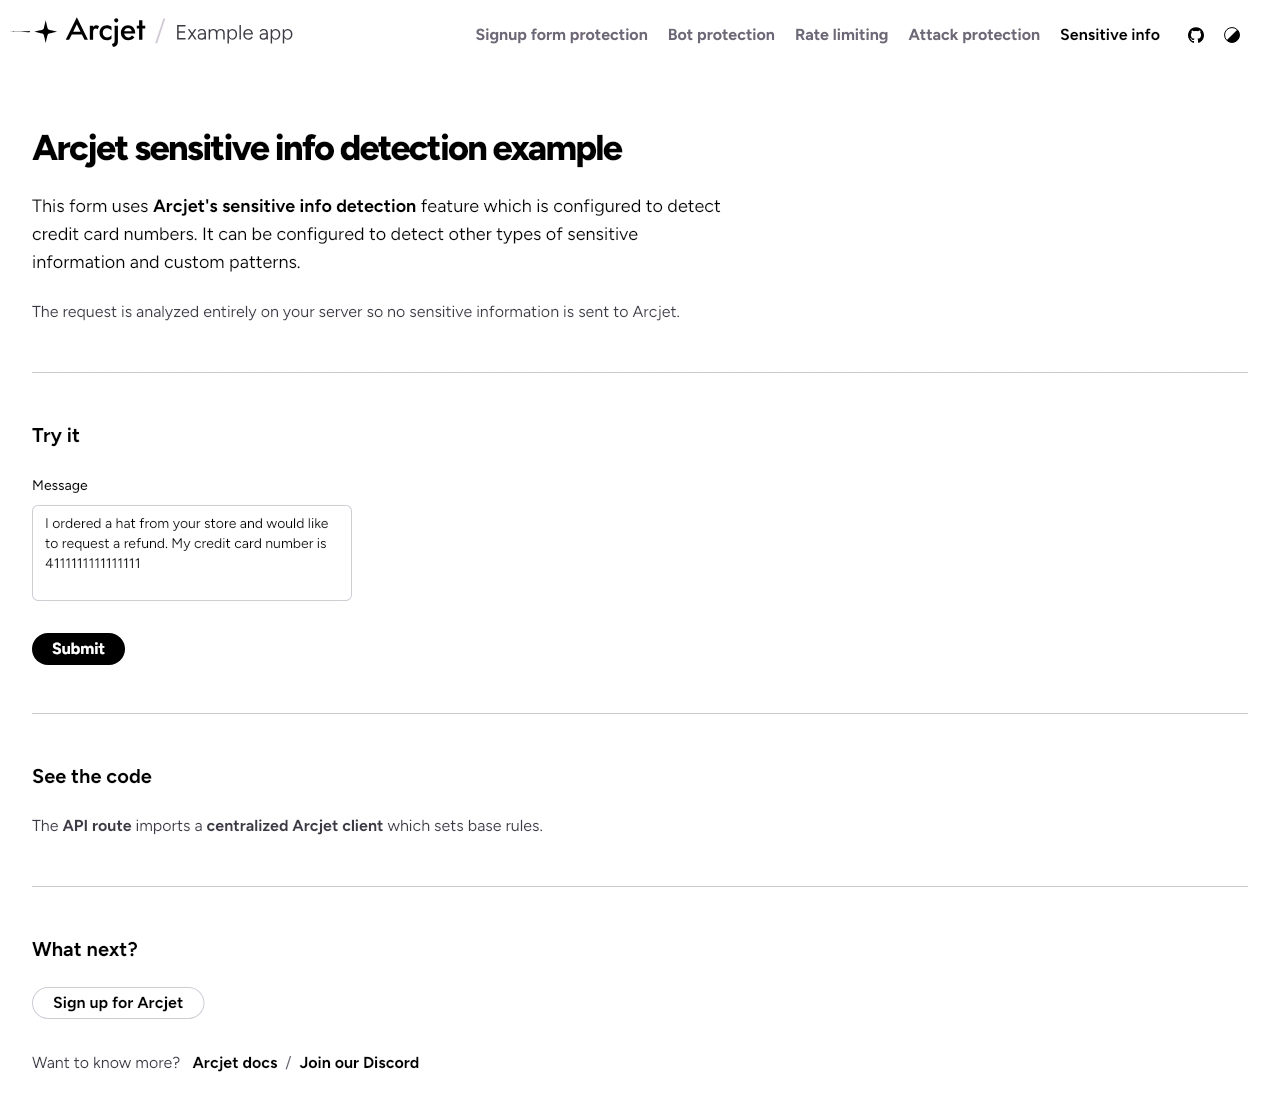 Arcjet / Example app
Signup form protection Bot protection Rate limiting Attack protection Sensitive info
Arcjet sensitive info detection example
This form uses Arcjet's sensitive info detection feature which is configured to detect
credit card numbers. It can be configured to detect other types of sensitive
information and custom patterns.
The request is analyzed entirely on your server so no sensitive information is sent to Arcjet.
Try it
Message
I ordered a hat from your store and would like
to request a refund. My credit card number is
4111111111111111
Submit
See the code
The API route imports a centralized Arcjet client which sets base rules.
What next?
Sign up for Arcjet
Want to know more? Arcjet docs / Join our Discord